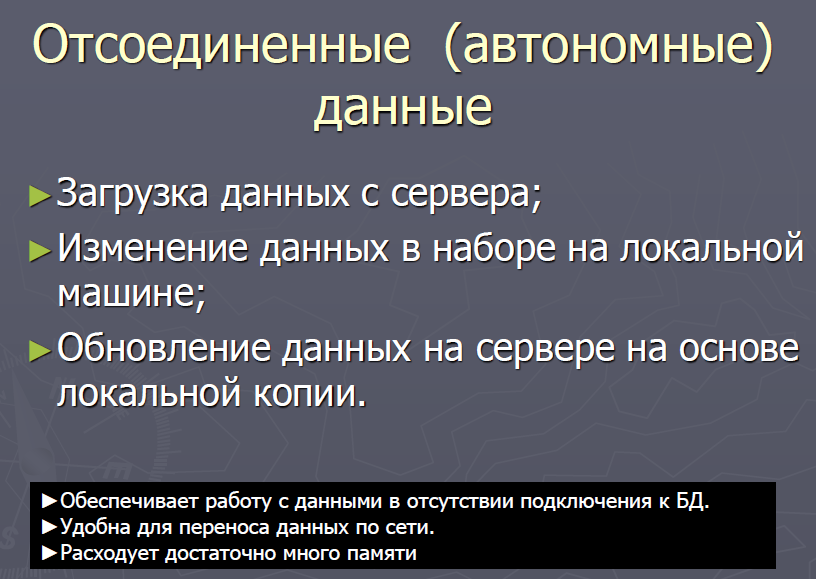 Отсоединенные (автономные)
данные
►Загрузка данных с сервера;
►Изменение данных в наборе на локальной
машине;
►Обновление данных на сервере на основе
локальной копии.
►Обеспечивает работу с данными в отсутствии подключения к БД.
►Удобна для переноса данных по сети.
►Расходует достаточно много памяти